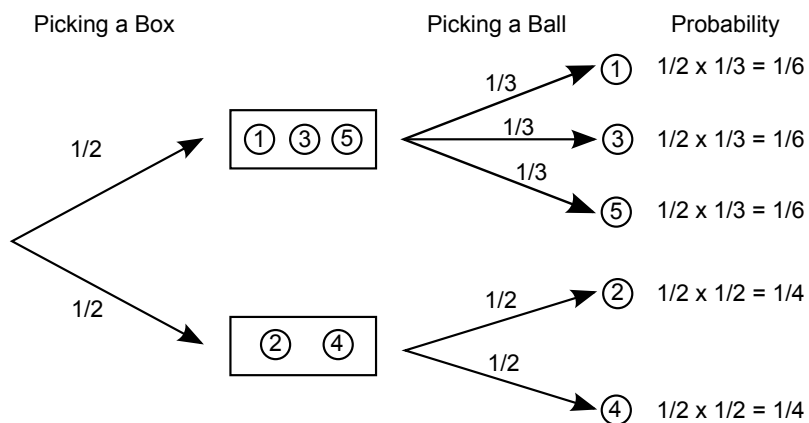 Picking a Box Picking a Ball Probability
1/3 1 1/2 x 1/3 = 1/6
1/2 1 3 5 1/3 3 1/2 x 1/3 = 1/6
1/3 5 1/2 x 1/3 = 1/6
1/2 2 1/2 x 1/2 = 1/4
1/2 2 4 1/2 4 1/2 x 1/2 = 1/4